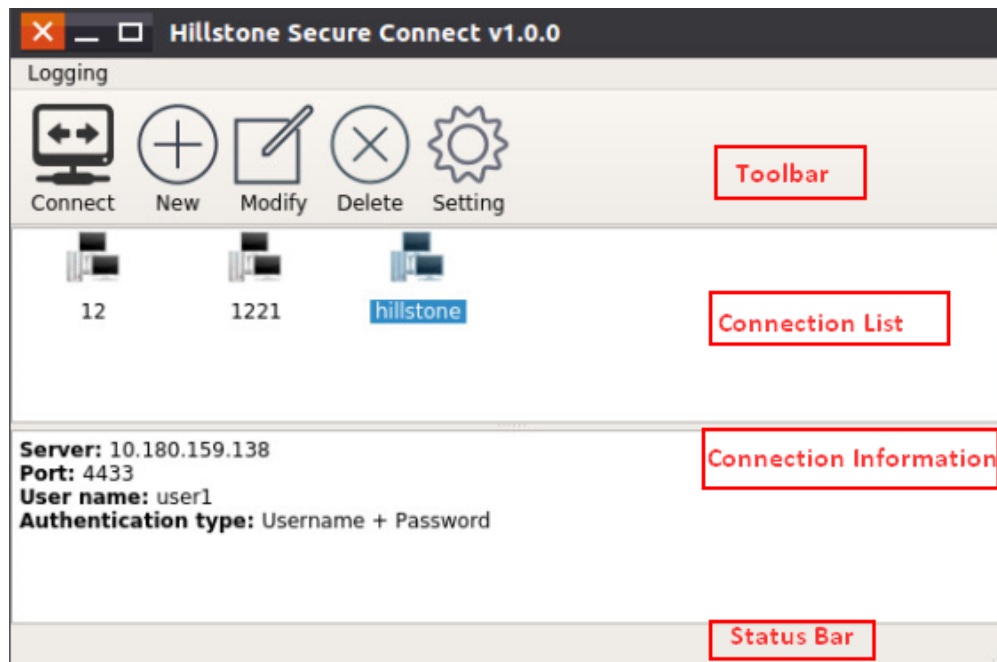 Hillstone Secure Connect v1.0.0
Logging
Connect New Modify Delete Setting
Toolbar
12 1221 hillstone
Connection List
Server: 10.180.159.138
Port: 4433
User name: user1
Authentication type: Username + Password
Connection Information
Status Bar